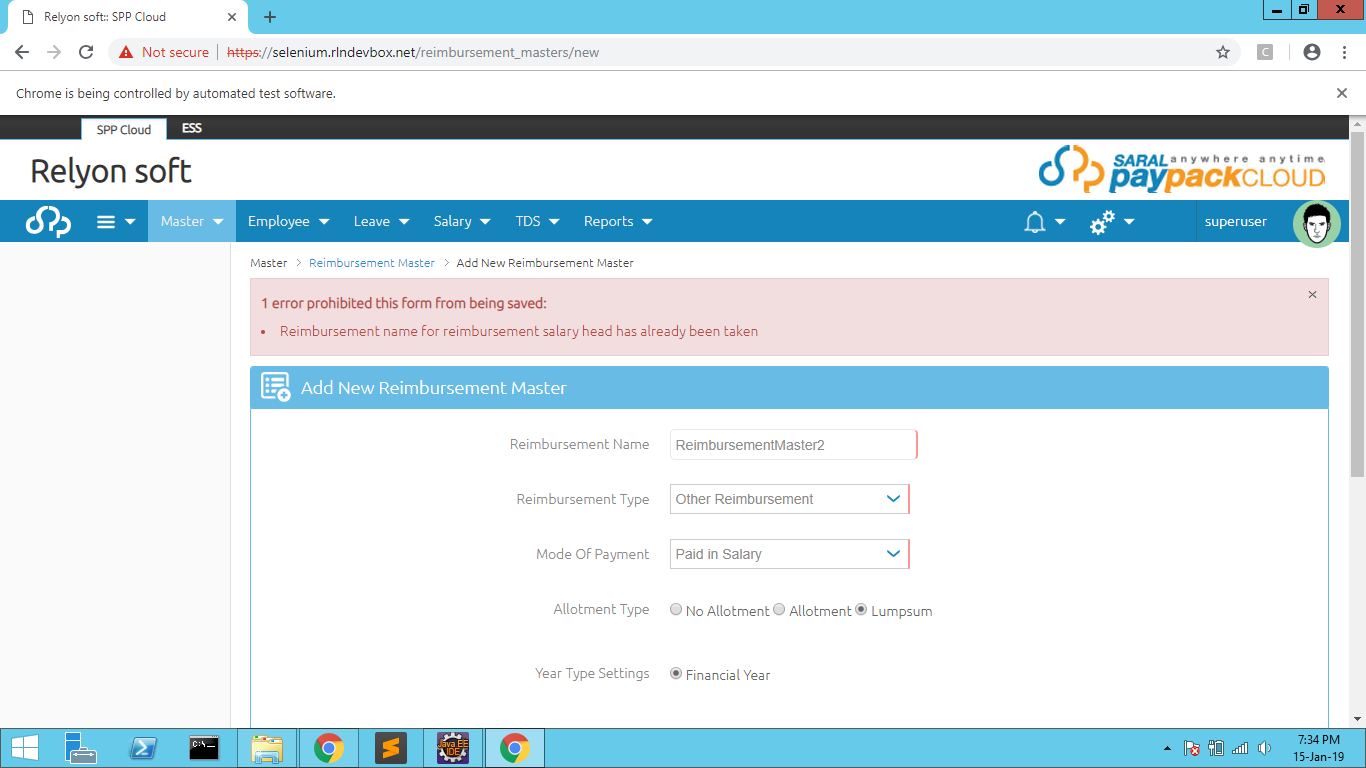 Relyon soft:: SPP Cloud
Not secure https://selenium.rlndevbox.net/reimbursement_masters/new
Chrome is being controlled by automated test software.
SPP Cloud ESS
Relyon soft
SARAL anywhere anytime
paypackCLOUD
Master Employee Leave Salary TDS Reports superuser
Master > Reimbursement Master > Add New Reimbursement Master
1 error prohibited this form from being saved:
• Reimbursement name for reimbursement salary head has already been taken
Add New Reimbursement Master
Reimbursement Name ReimbursementMaster2
Reimbursement Type Other Reimbursement
Mode Of Payment Paid in Salary
Allotment Type No Allotment Allotment Lumpsum
Year Type Settings Financial Year
C:\
Java EE
IDE
7:34 PM
15-Jan-19